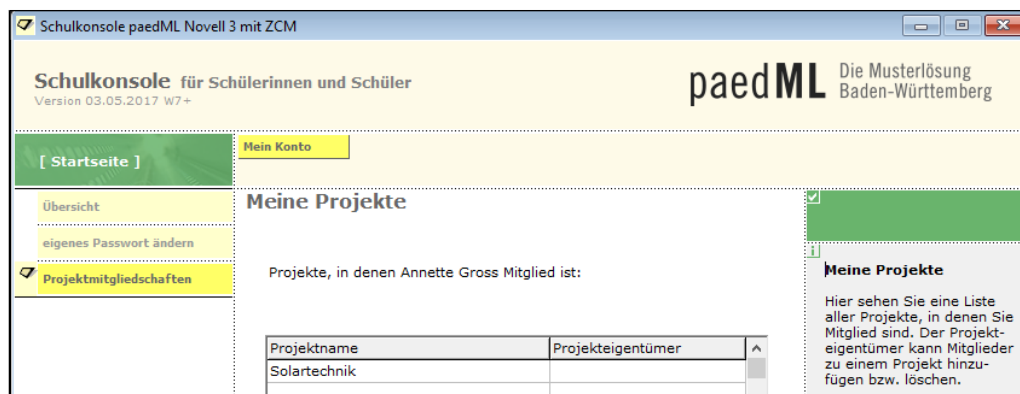 Schulkonsole paedML Novell 3 mit ZCM
Schulkonsole für Schülerinnen und Schüler
Version 03.05.2017 W7+
paedML Die Musterlösung
Baden-Württemberg
[ Startseite ]
Mein Konto
Übersicht
eigenes Passwort ändern
Projektmitgliedschaften
Meine Projekte
Projekte, in denen Annette Gross Mitglied ist:
Projektname Projekteigentümer
Solartechnik
Meine Projekte
Hier sehen Sie eine Liste
aller Projekte, in denen Sie
Mitglied sind. Der Projekt-
eigentümer kann Mitglieder
zu einem Projekt hinzu-
fügen bzw. löschen.